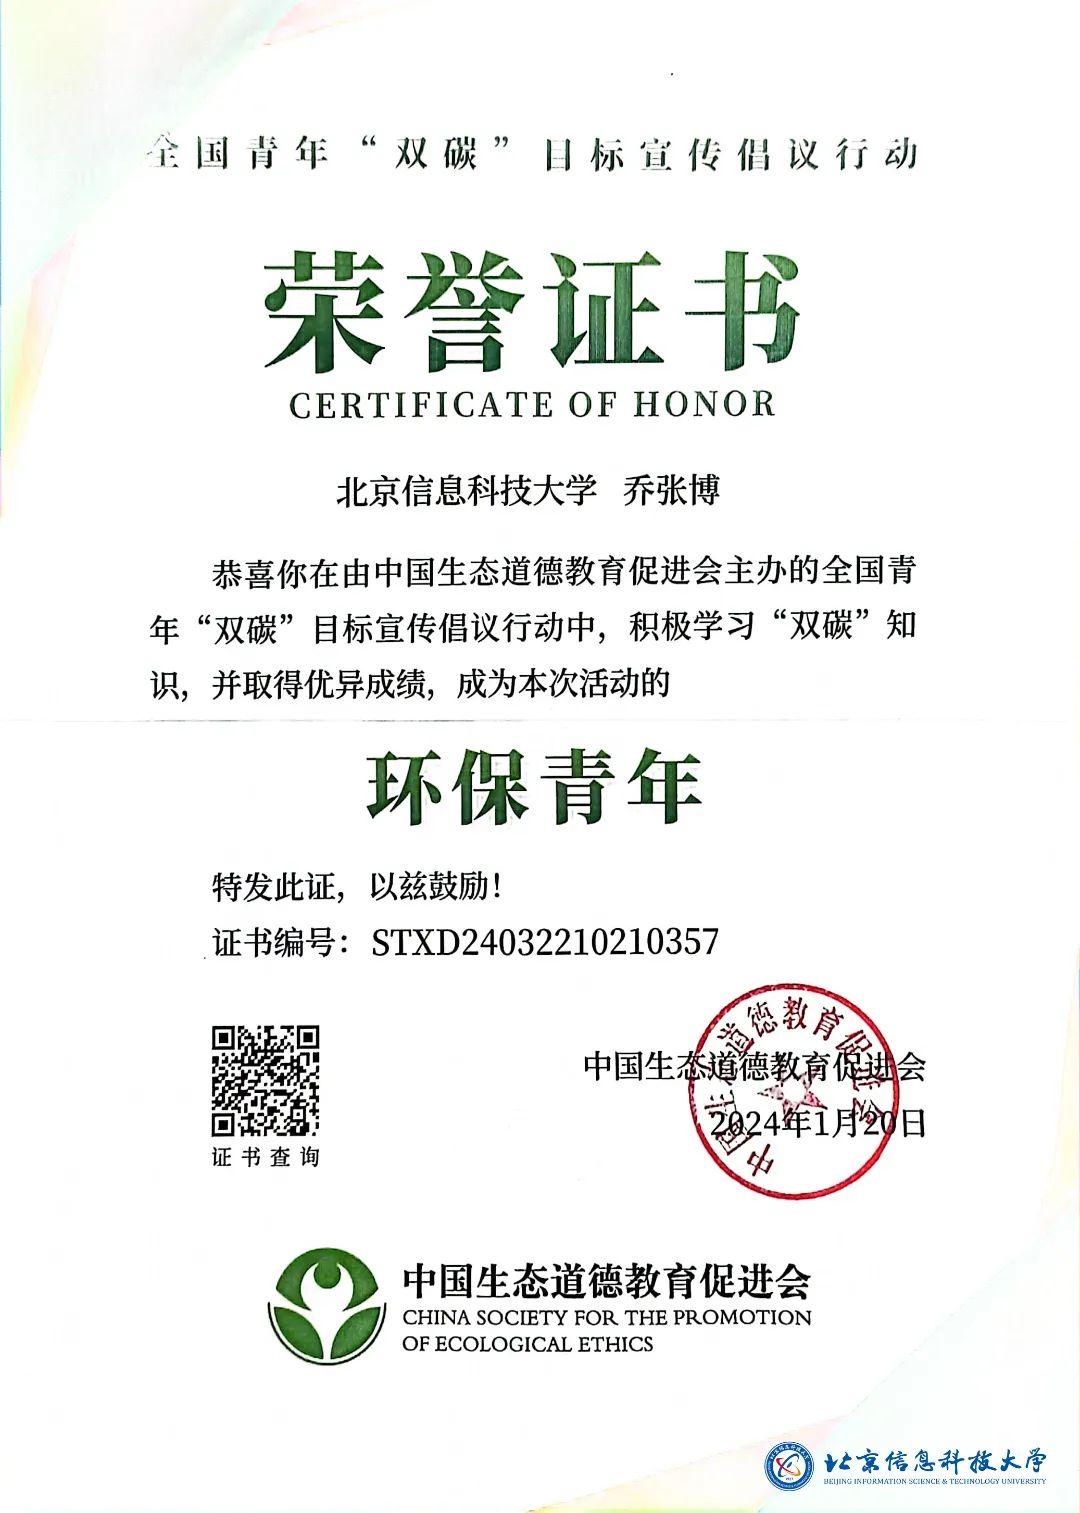 全国青年“双碳”目标宣传倡议行动
荣誉证书
CERTIFICATE OF HONOR
北京信息科技大学 乔张博
恭喜你在由中国生态道德教育促进会主办的全国青
年“双碳”目标宣传倡议行动中，积极学习“双碳”知
识，并取得优异成绩，成为本次活动的
环保青年
特发此证，以兹鼓励！
证书编号：STXD24032210210357
证书查询
中国生态道德教育促进会
2024年1月20日
中国生态道德教育促进会
中国生态道德教育促进会
CHINA SOCIETY FOR THE PROMOTION
OF ECOLOGICAL ETHICS
北京信息科技大学
BEIJING INFORMATION SCIENCE & TECHNOLOGY UNIVERSITY